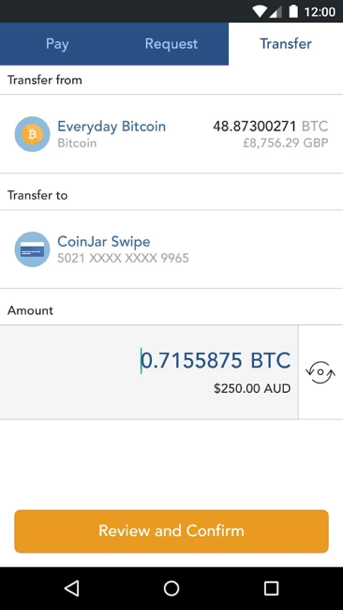 12:00
Pay Request Transfer
Transfer from
Everyday Bitcoin 48.87300271 BTC
Bitcoin £8,756.29 GBP
Transfer to
CoinJar Swipe
5021 XXXX XXXX 9965
Amount
0.7155875 BTC
$250.00 AUD
Review and Confirm